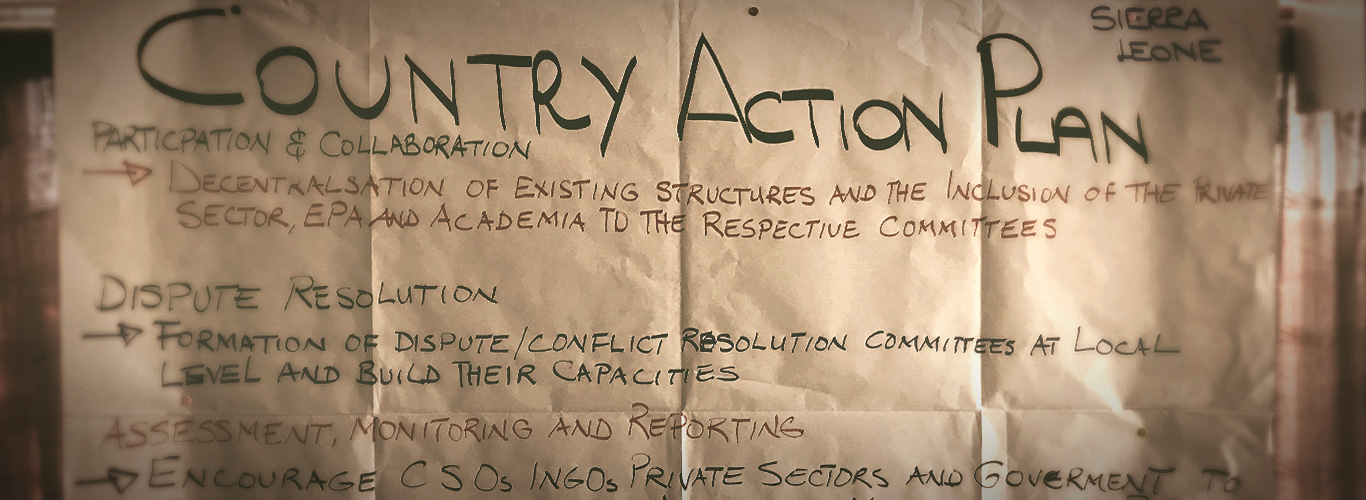 SIERRA
LEONE
COUNTRY ACTION PLAN
PARTICPATION & COLLABORATION
→ DECENTRALSATION OF EXISTING STRUCTURES AND THE INCLUSION OF THE PRIVATE
SECTOR, EPA AND ACADEMIA TO THE RESPECTIVE COMMITTEES
DISPUTE RESOLUTION
→ FORMATION OF DISPUTE/CONFLICT RESOLUTION COMMITTEES AT LOCAL
LEVEL AND BUILD THEIR CAPACITIES
ASSESSMENT, MONITORING AND REPORTING
→ ENCOURAGE CSOs INGOs PRIVATE SECTORS AND GOVERMENT TO